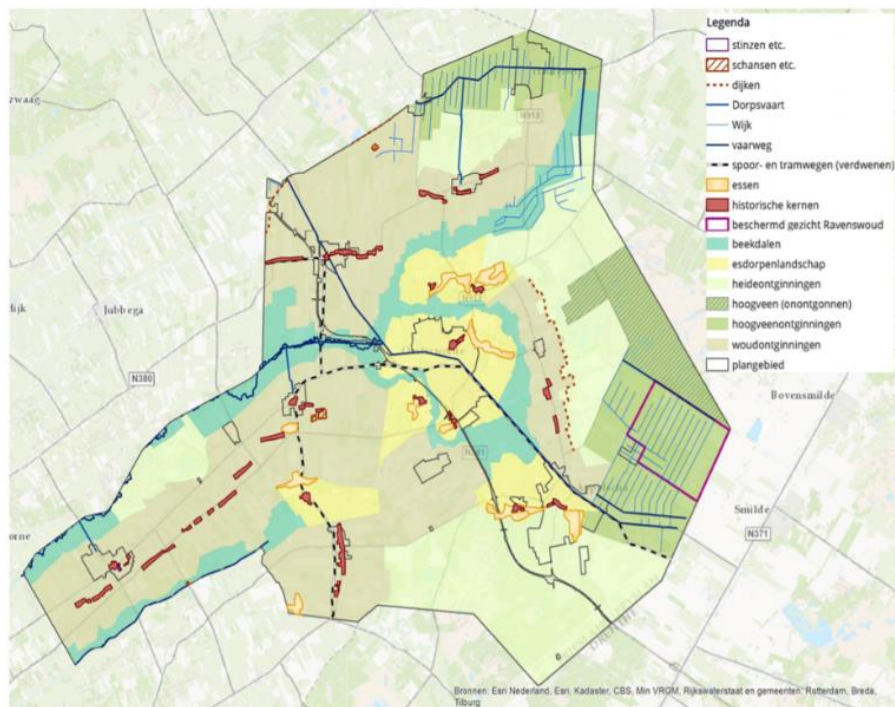 Legenda
stinzen etc.
schansen etc.
dijken
Dorpsvaart
Wijk
vaarweg
spoor- en tramwegen (verdwenen)
essen
historische kernen
beschermd gezicht Ravenswoud
beekdalen
esdorpenlandschap
heideontginningen
hoogveen (onontgonnen)
hoogveenontginningen
woudontginningen
plangebied
zwaag
N918
dijk
Jubbega
N380
Bovensmilde
N381
Smilde
orne
N371
DRENTHE
Bronnen: Esri Nederland, Esri, Kadaster, CBS, Min VROM, Rijkswaterstaat en gemeenten: Rotterdam, Breda,
Tilburg